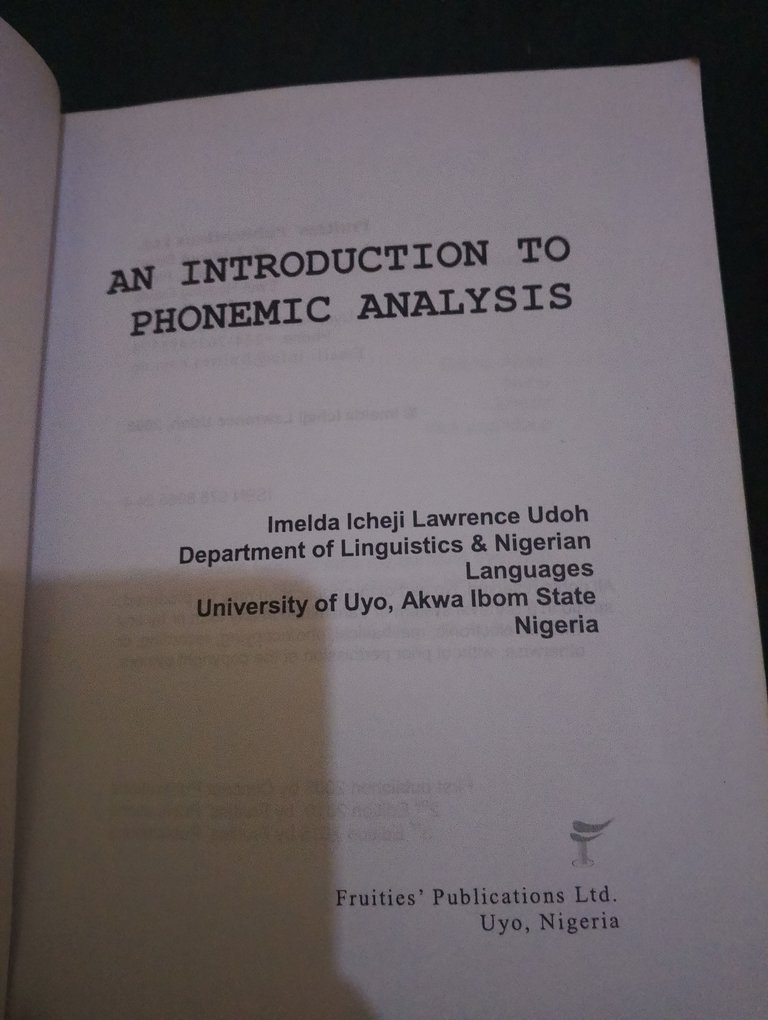 AN INTRODUCTION TO
PHONEMIC ANALYSIS
Imelda Icheji Lawrence Udoh
Department of Linguistics & Nigerian
Languages
University of Uyo, Akwa Ibom State
Nigeria
Fruities' Publications Ltd.
Uyo, Nigeria